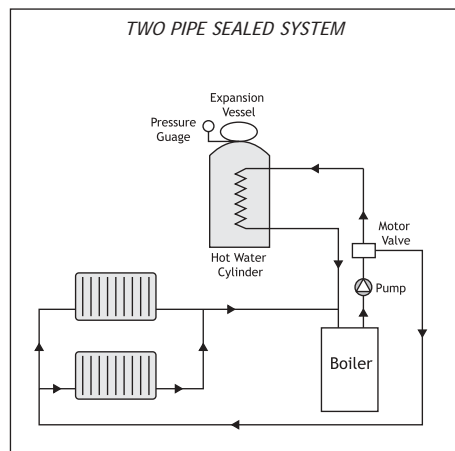 TWO PIPE SEALED SYSTEM
Expansion
Vessel
Pressure
Guage
Hot Water
Cylinder
Motor
Valve
Pump
Boiler